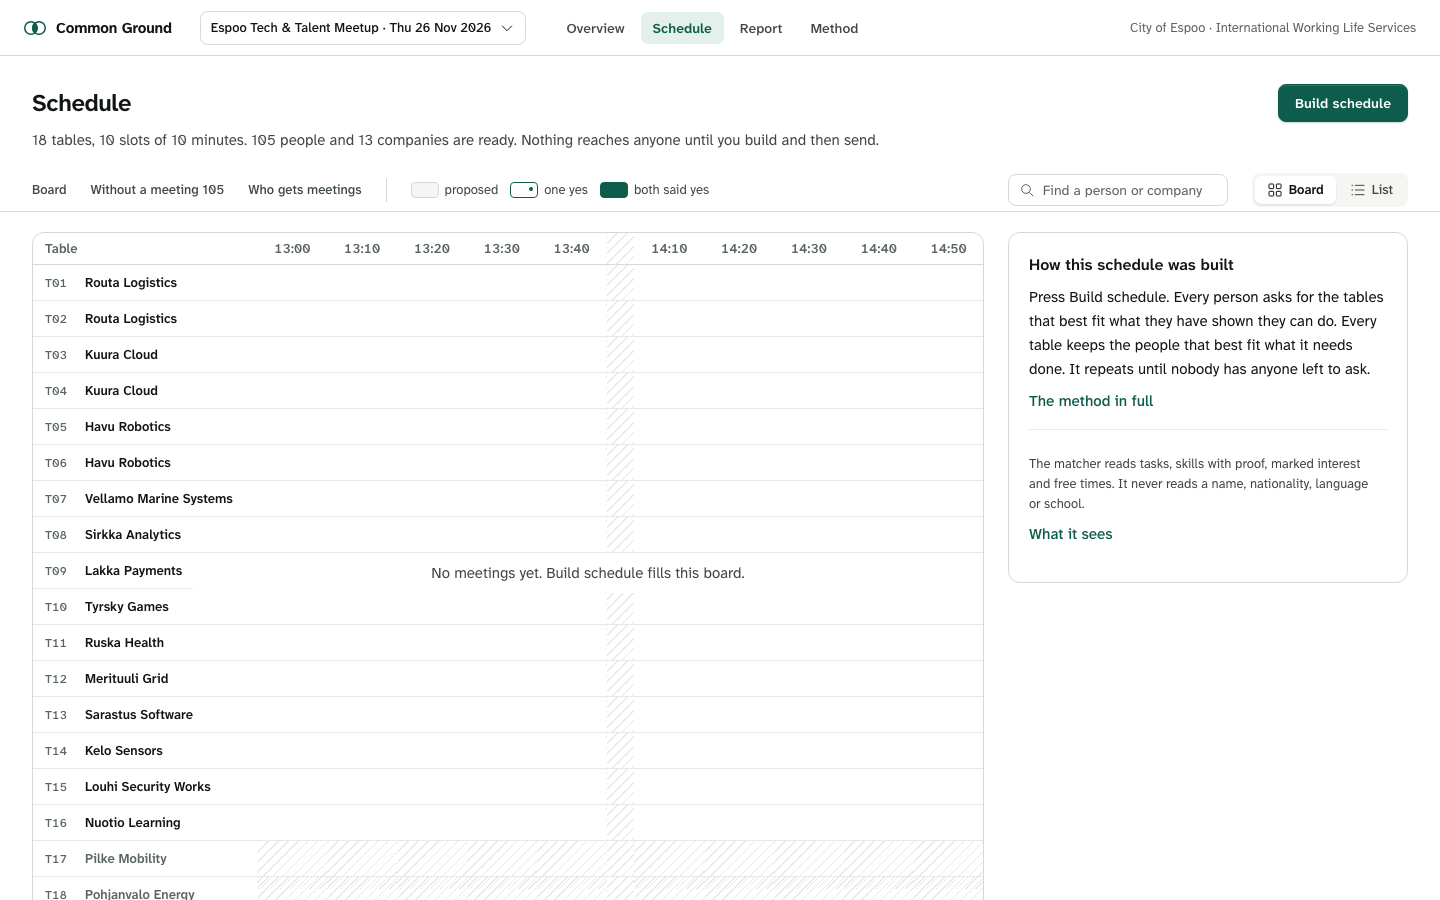 Common Ground
Espoo Tech & Talent Meetup · Thu 26 Nov 2026
Overview
Schedule
Report
Method
City of Espoo · International Working Life Services
Schedule
Build schedule
18 tables, 10 slots of 10 minutes. 105 people and 13 companies are ready. Nothing reaches anyone until you build and then send.
Board
Without a meeting 105
Who gets meetings
proposed
one yes
both said yes
Find a person or company
Board
List
Table 13:00 13:10 13:20 13:30 13:40 14:10 14:20 14:30 14:40 14:50
T01 Routa Logistics
T02 Routa Logistics
T03 Kuura Cloud
T04 Kuura Cloud
T05 Havu Robotics
T06 Havu Robotics
T07 Vellamo Marine Systems
T08 Sirkka Analytics
T09 Lakka Payments
No meetings yet. Build schedule fills this board.
T10 Tyrsky Games
T11 Ruska Health
T12 Merituuli Grid
T13 Sarastus Software
T14 Kelo Sensors
T15 Louhi Security Works
T16 Nuotio Learning
T17 Pilke Mobility
T18 Pohjanvalo Energy
How this schedule was built
Press Build schedule. Every person asks for the tables
that best fit what they have shown they can do. Every
table keeps the people that best fit what it needs
done. It repeats until nobody has anyone left to ask.
The method in full
The matcher reads tasks, skills with proof, marked interest
and free times. It never reads a name, nationality, language
or school.
What it sees